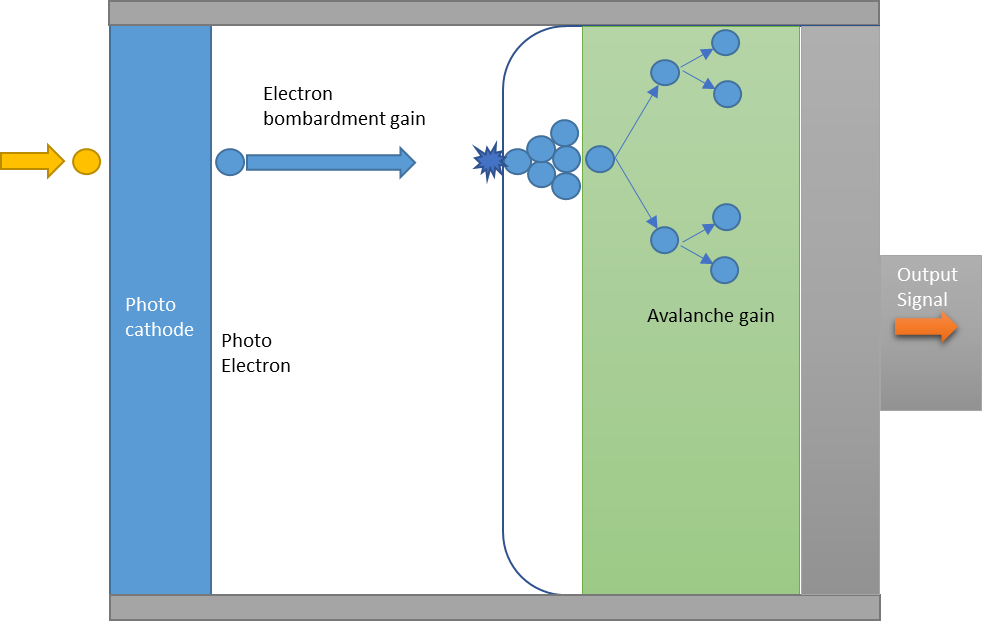 Electron
bombardment gain
Photo
cathode
Photo
Electron
Avalanche gain
Output
Signal